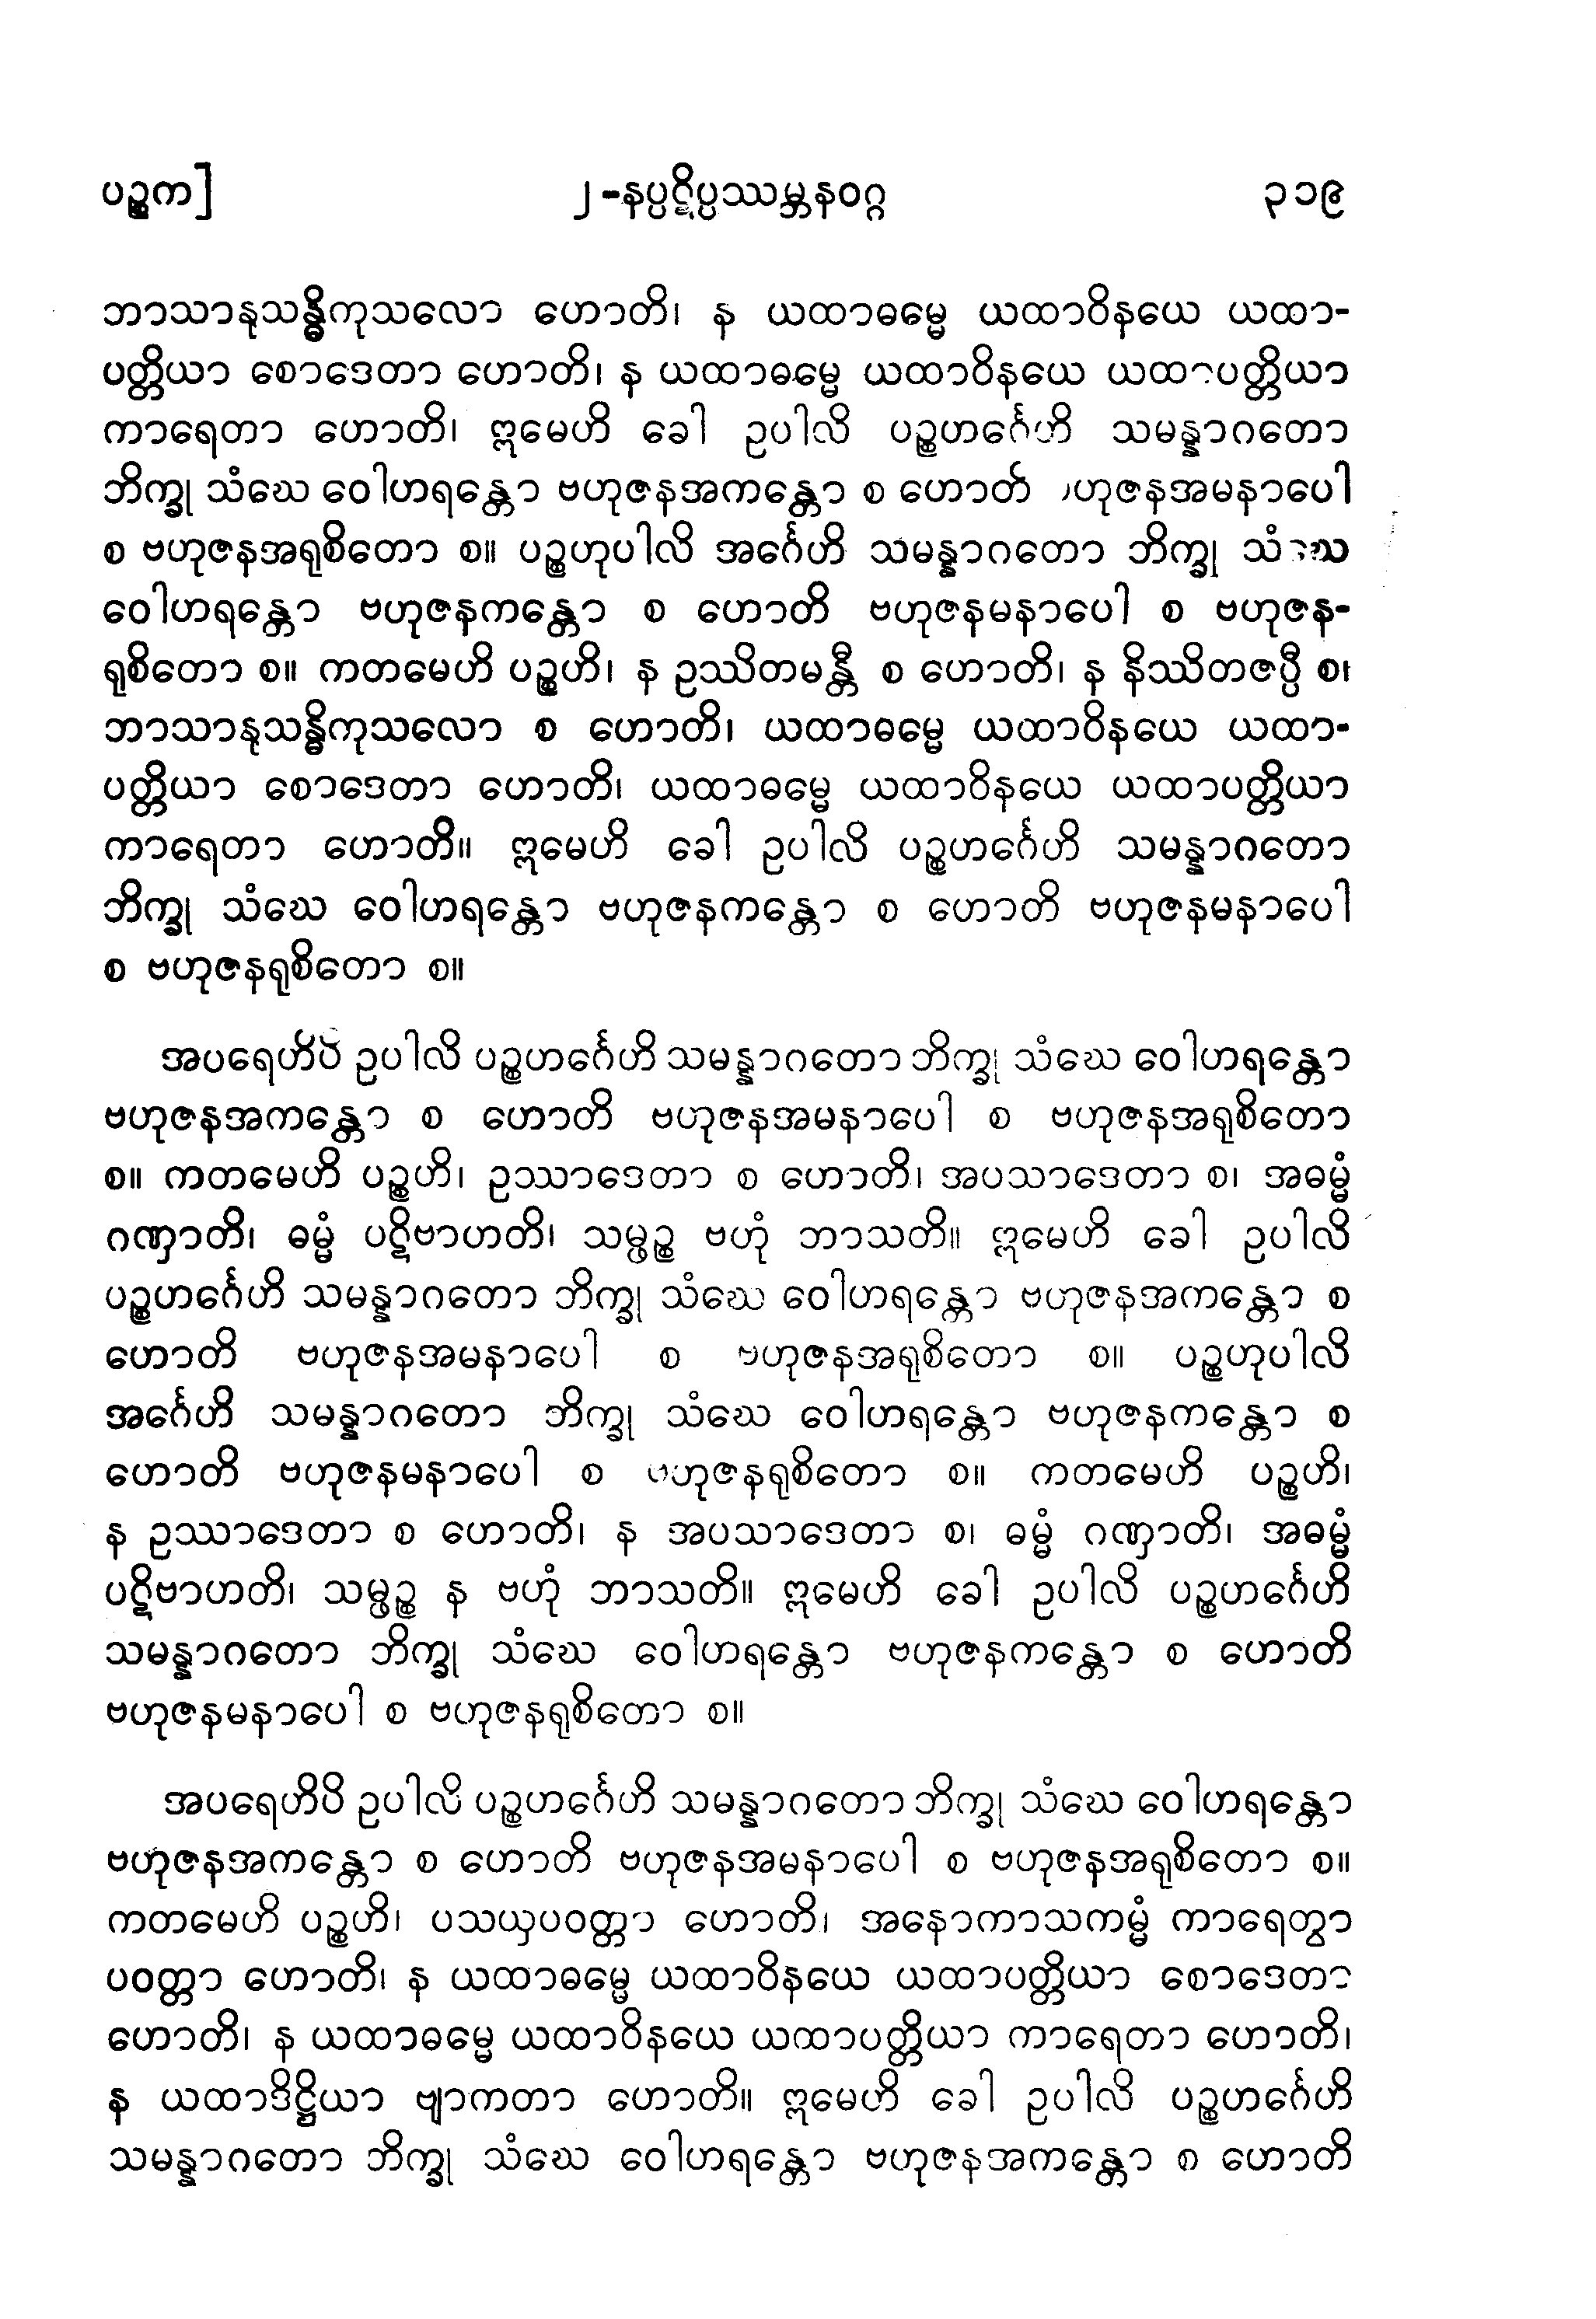 ပဉ္စက] ၂-နပ္ပဋိပ္ပဿမ္ဘနဝဂ္ဂ ၃၁၉
ဘာသာနုသန္ဓိကုသလော ဟောတိ၊ န ယထာဓမ္မေ ယထာဝိနယေ ယထာ-
ပတ္တိယာ စောဒေတာ ဟောတိ၊ န ယထာဓမ္မေ ယထာဝိနယေ ယထာပတ္တိယာ
ကာရေတာ ဟောတိ၊ ဣမေဟိ ခေါ ဥပါလိ ပဉ္စဟင်္ဂေဟိ သမန္နာဂတော
ဘိက္ခု သံဃေ ဝေါဟရန္တော ဗဟုဇနအကန္တော စ ဟောတိ ဗဟုဇနအမနာပေါ
စ ဗဟုဇနအရုစိတော စ။ ပဉ္စဟုပါလိ အင်္ဂေဟိ သမန္နာဂတော ဘိက္ခု သံဃေ
ဝေါဟရန္တော ဗဟုဇနကန္တော စ ဟောတိ ဗဟုဇနမနာပေါ စ ဗဟုဇန-
ရုစိတော စ။ ကတမေဟိ ပဉ္စဟိ၊ န ဥဿိတမန္တီ စ ဟောတိ၊ န နိဿိတဇပ္ပီ စ၊
ဘာသာနုသန္ဓိကုသလော စ ဟောတိ၊ ယထာဓမ္မေ ယထာဝိနယေ ယထာ-
ပတ္တိယာ စောဒေတာ ဟောတိ၊ ယထာဓမ္မေ ယထာဝိနယေ ယထာပတ္တိယာ
ကာရေတာ ဟောတိ။ ဣမေဟိ ခေါ ဥပါလိ ပဉ္စဟင်္ဂေဟိ သမန္နာဂတော
ဘိက္ခု သံဃေ ဝေါဟရန္တော ဗဟုဇနကန္တော စ ဟောတိ ဗဟုဇနမနာပေါ
စ ဗဟုဇနရုစိတော စ။
အပရေဟိပိ ဥပါလိ ပဉ္စဟင်္ဂေဟိ သမန္နာဂတော ဘိက္ခု သံဃေ ဝေါဟရန္တော
ဗဟုဇနအကန္တော စ ဟောတိ ဗဟုဇနအမနာပေါ စ ဗဟုဇနအရုစိတော
စ။ ကတမေဟိ ပဉ္စဟိ၊ ဥဿာဒေတာ စ ဟောတိ၊ အပသာဒေတာ စ၊ အဓမ္မံ
ဂဏှာတိ၊ ဓမ္မံ ပဋိဗာဟတိ၊ သမ္ဖဉ္စ ဗဟုံ ဘာသတိ။ ဣမေဟိ ခေါ ဥပါလိ
ပဉ္စဟင်္ဂေဟိ သမန္နာဂတော ဘိက္ခု သံဃေ ဝေါဟရန္တော ဗဟုဇနအကန္တော စ
ဟောတိ ဗဟုဇနအမနာပေါ စ ဗဟုဇနအရုစိတော စ။ ပဉ္စဟုပါလိ
အင်္ဂေဟိ သမန္နာဂတော ဘိက္ခု သံဃေ ဝေါဟရန္တော ဗဟုဇနကန္တော စ
ဟောတိ ဗဟုဇနမနာပေါ စ ဗဟုဇနရုစိတော စ။ ကတမေဟိ ပဉ္စဟိ၊
န ဥဿာဒေတာ စ ဟောတိ၊ န အပသာဒေတာ စ၊ ဓမ္မံ ဂဏှာတိ၊ အဓမ္မံ
ပဋိဗာဟတိ၊ သမ္ဖဉ္စ န ဗဟုံ ဘာသတိ။ ဣမေဟိ ခေါ ဥပါလိ ပဉ္စဟင်္ဂေဟိ
သမန္နာဂတော ဘိက္ခု သံဃေ ဝေါဟရန္တော ဗဟုဇနကန္တော စ ဟောတိ
ဗဟုဇနမနာပေါ စ ဗဟုဇနရုစိတော စ။
အပရေဟိပိ ဥပါလိ ပဉ္စဟင်္ဂေဟိ သမန္နာဂတော ဘိက္ခု သံဃေ ဝေါဟရန္တော
ဗဟုဇနအကန္တော စ ဟောတိ ဗဟုဇနအမနာပေါ စ ဗဟုဇနအရုစိတော စ။
ကတမေဟိ ပဉ္စဟိ၊ ပသယှပဝတ္တာ ဟောတိ၊ အနောကာသကမ္မံ ကာရေတွာ
ပဝတ္တာ ဟောတိ၊ န ယထာဓမ္မေ ယထာဝိနယေ ယထာပတ္တိယာ စောဒေတာ
ဟောတိ၊ န ယထာဓမ္မေ ယထာဝိနယေ ယထာပတ္တိယာ ကာရေတာ ဟောတိ၊
န ယထာဒိဋ္ဌိယာ ဗျာကတာ ဟောတိ။ ဣမေဟိ ခေါ ဥပါလိ ပဉ္စဟင်္ဂေဟိ
သမန္နာဂတော ဘိက္ခု သံဃေ ဝေါဟရန္တော ဗဟုဇနအကန္တော စ ဟောတိ